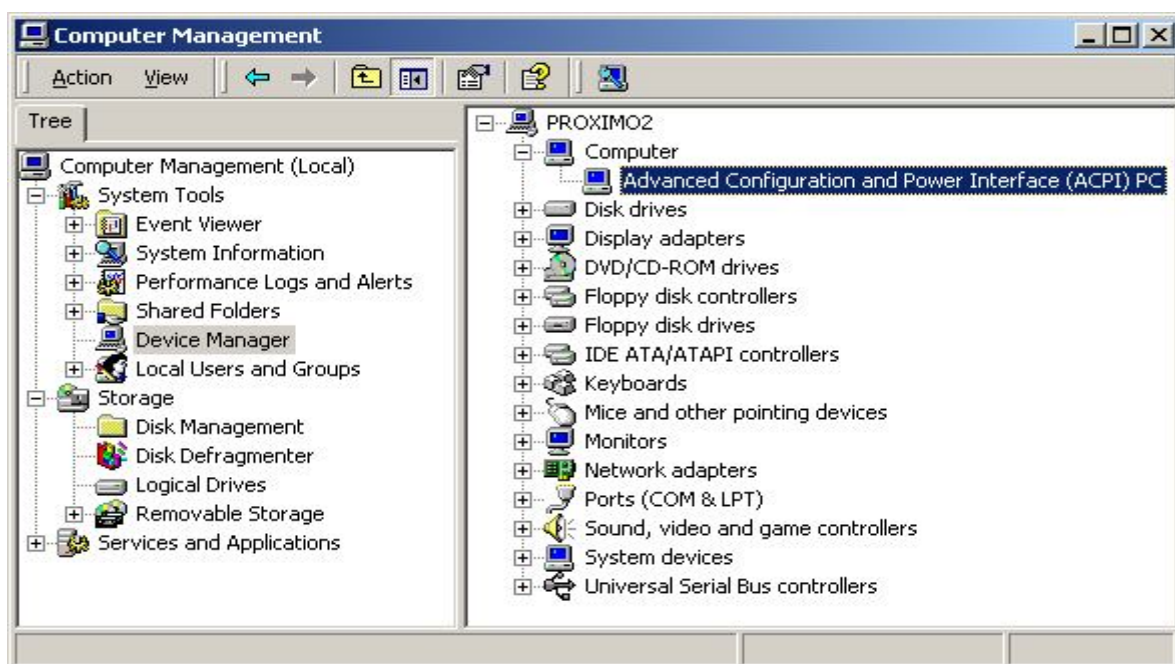 Computer Management
Action View
Tree
Computer Management (Local)
System Tools
Event Viewer
System Information
Performance Logs and Alerts
Shared Folders
Device Manager
Local Users and Groups
Storage
Disk Management
Disk Defragmenter
Logical Drives
Removable Storage
Services and Applications
PROXIMO2
Computer
Advanced Configuration and Power Interface (ACPI) PC
Disk drives
Display adapters
DVD/CD-ROM drives
Floppy disk controllers
Floppy disk drives
IDE ATA/ATAPI controllers
Keyboards
Mice and other pointing devices
Monitors
Network adapters
Ports (COM & LPT)
Sound, video and game controllers
System devices
Universal Serial Bus controllers